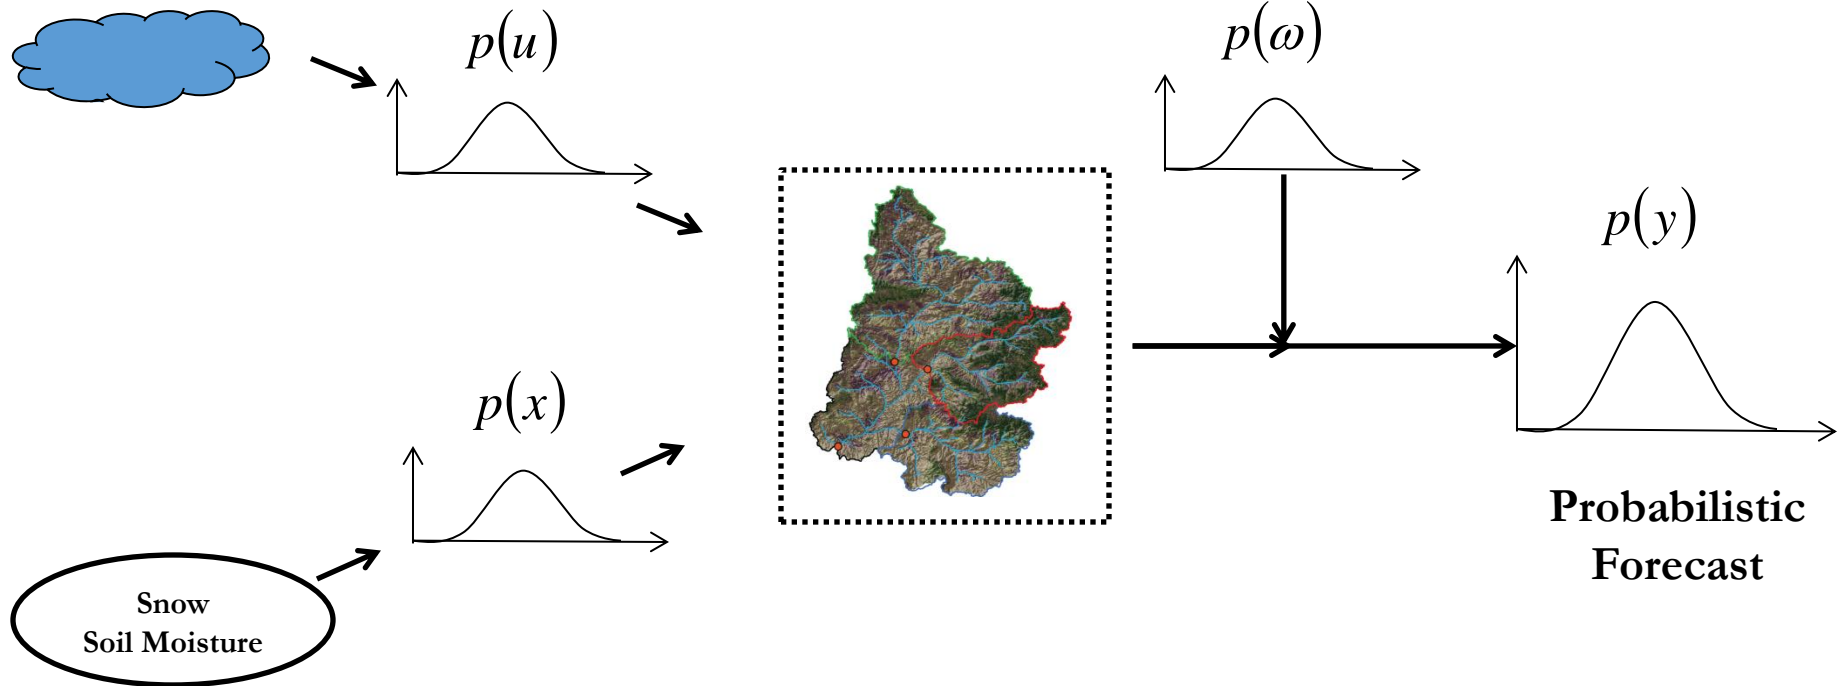 p(u)
p(ω)
p(y)
p(x)
Snow
Soil Moisture
Probabilistic
Forecast